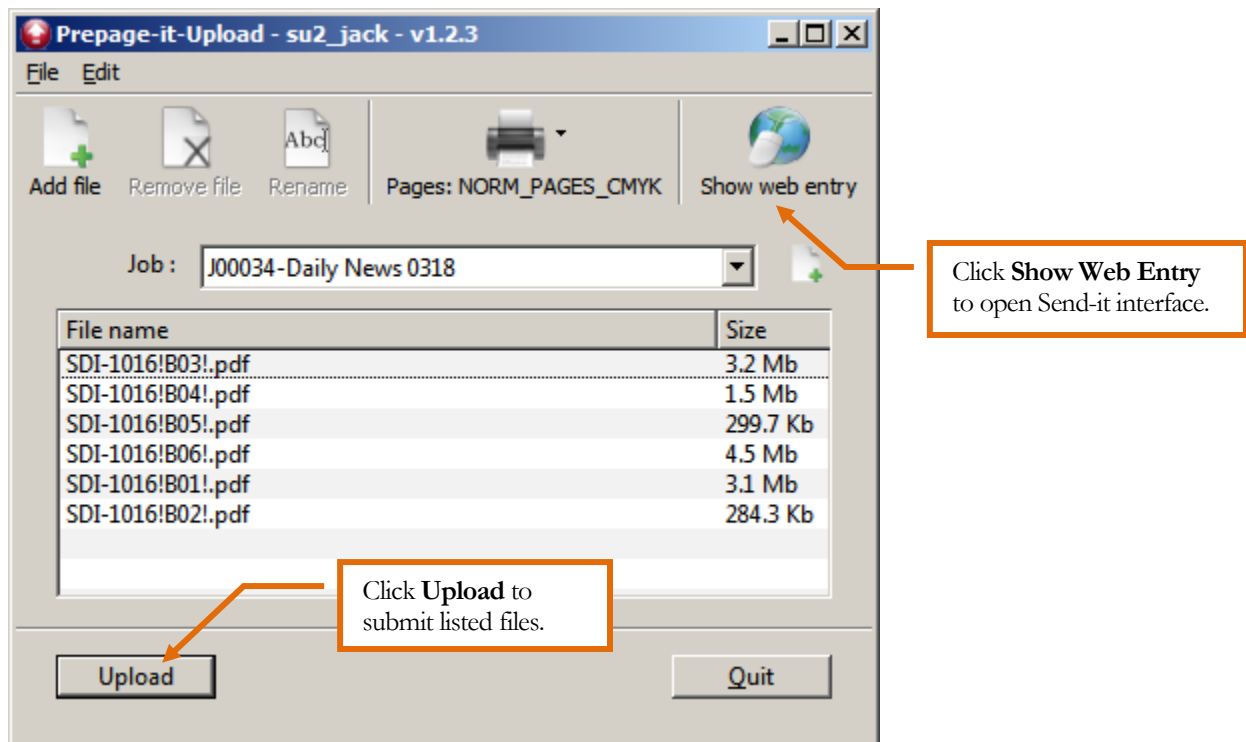 Prepage-it-Upload - su2_jack - v1.2.3
File Edit
Abc
Add file Remove file Rename Pages: NORM_PAGES_CMYK Show web entry
Job : J00034-Daily News 0318
Click Show Web Entry
to open Send-it interface.
File name Size
SDI-1016!B03!.pdf 3.2 Mb
SDI-1016!B04!.pdf 1.5 Mb
SDI-1016!B05!.pdf 299.7 Kb
SDI-1016!B06!.pdf 4.5 Mb
SDI-1016!B01!.pdf 3.1 Mb
SDI-1016!B02!.pdf 284.3 Kb
Click Upload to
submit listed files.
Upload Quit